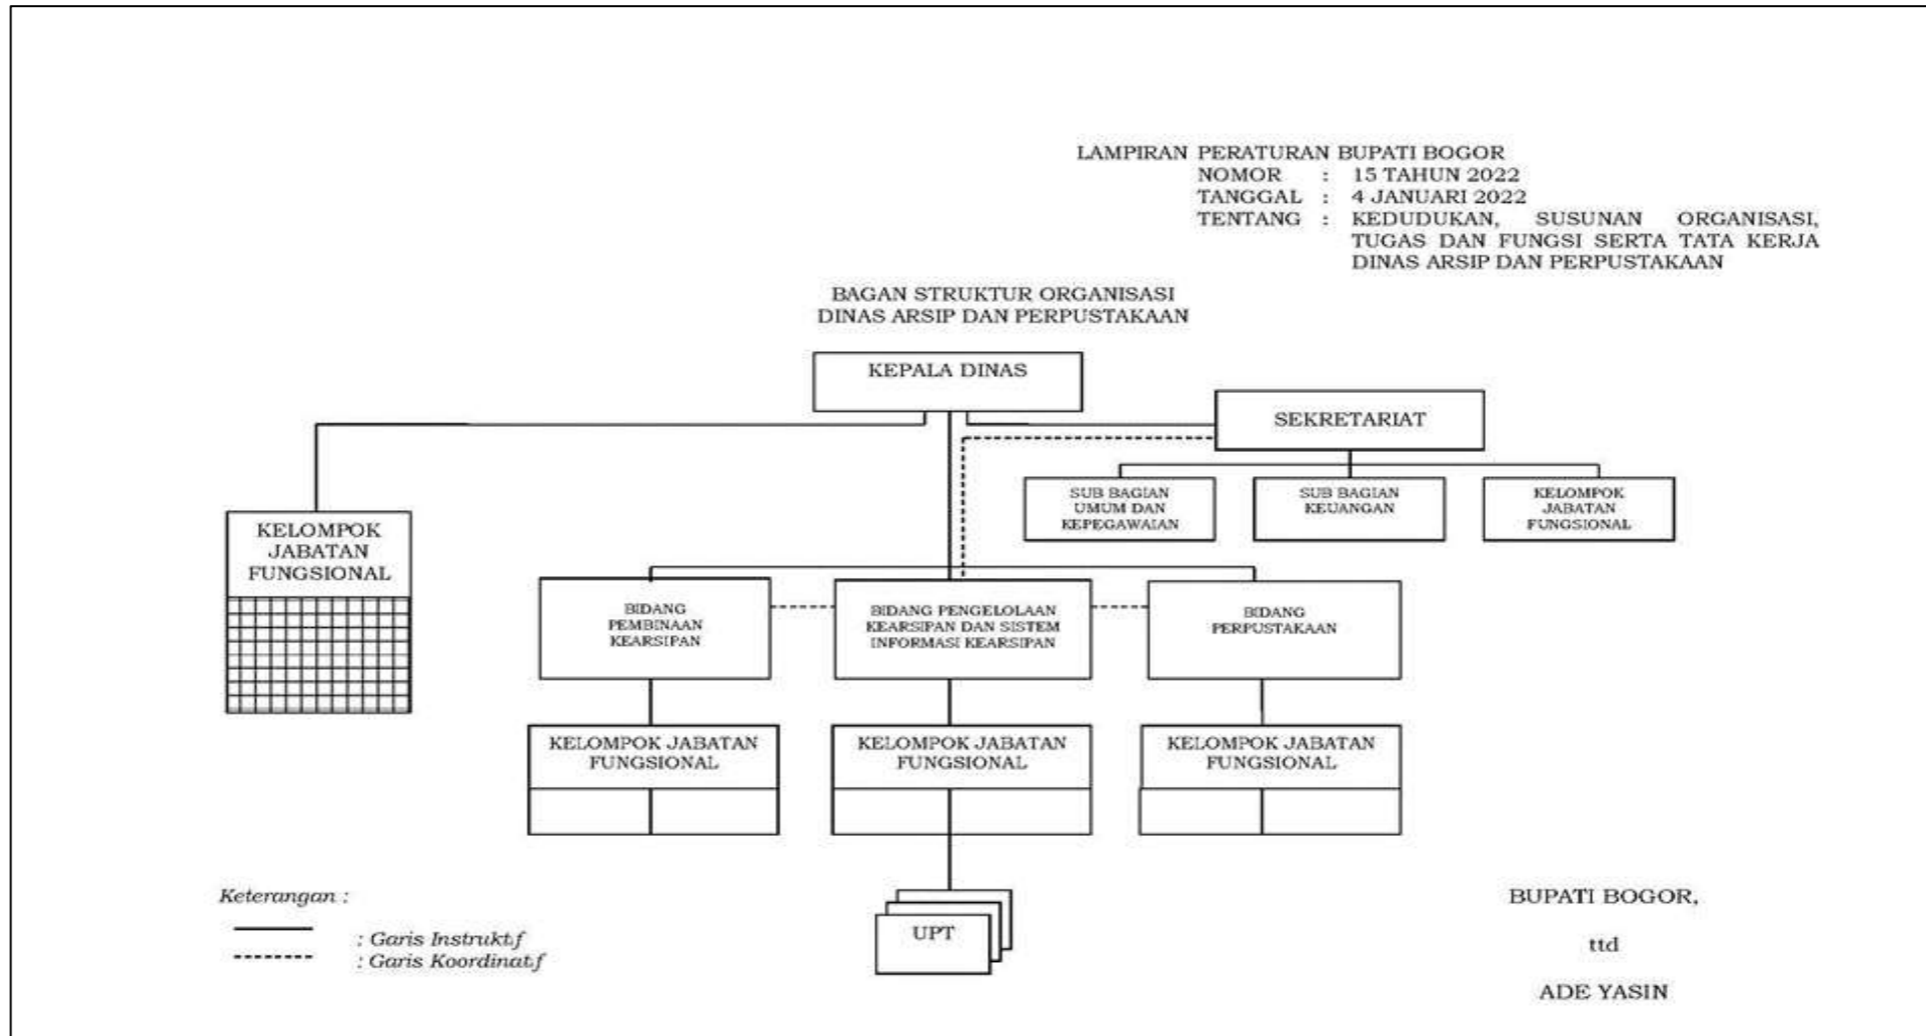 LAMPIRAN PERATURAN BUPATI BOGOR
NOMOR : 15 TAHUN 2022
TANGGAL : 4 JANUARI 2022
TENTANG : KEDUDUKAN, SUSUNAN ORGANISASI,
TUGAS DAN FUNGSI SERTA TATA KERJA
DINAS ARSIP DAN PERPUSTAKAAN
BAGAN STRUKTUR ORGANISASI
DINAS ARSIP DAN PERPUSTAKAAN
KEPALA DINAS
SEKRETARIAT
SUB BAGIAN
UMUM DAN
KEPEGAWAIAN
SUB BAGIAN
KEUANGAN
KELOMPOK
JABATAN
FUNGSIONAL
KELOMPOK
JABATAN
FUNGSIONAL
BIDANG
PEMBINAAN
KEARSIPAN
BIDANG PENGELOLAAN
KEARSIPAN DAN SISTEM
INFORMASI KEARSIPAN
BIDANG
PERPUSTAKAAN
KELOMPOK JABATAN
FUNGSIONAL
KELOMPOK JABATAN
FUNGSIONAL
KELOMPOK JABATAN
FUNGSIONAL
UPT
Keterangan :
: Garis Instruktif
: Garis Koordinatif
BUPATI BOGOR,
ttd
ADE YASIN